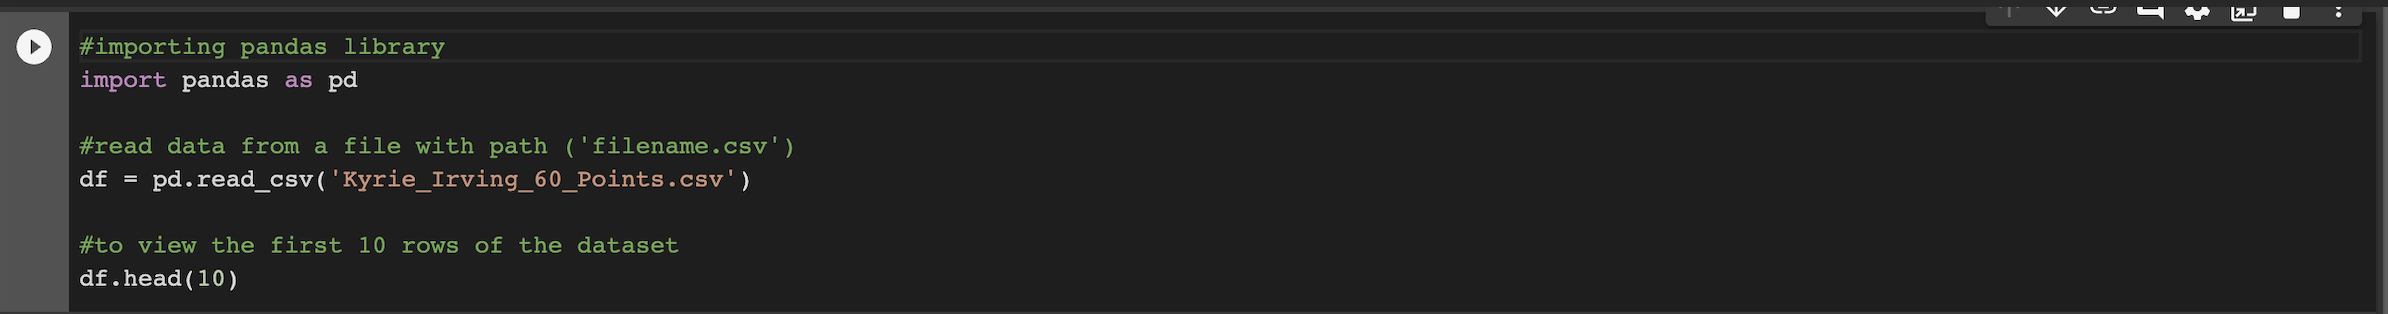 #importing pandas library
import pandas as pd
#read data from a file with path ('filename.csv')
df = pd.read_csv('Kyrie_Irving_60_Points.csv')
#to view the first 10 rows of the dataset
df.head(10)